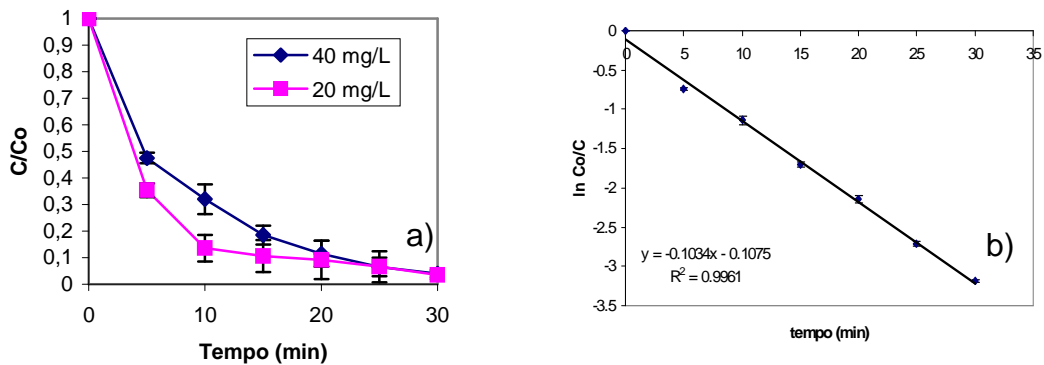 1
0,9
0,8
0,7
0,6
0,5
0,4
0,3
0,2
0,1
0
C/Co
40 mg/L
20 mg/L
a)
0 10 20 30
Tempo (min)
0
-0.5
-1
-1.5
-2
-2.5
-3
-3.5
ln Co/C
0 5 10 15 20 25 30 35
y = -0.1034x - 0.1075
R² = 0.9961
b)
tempo (min)